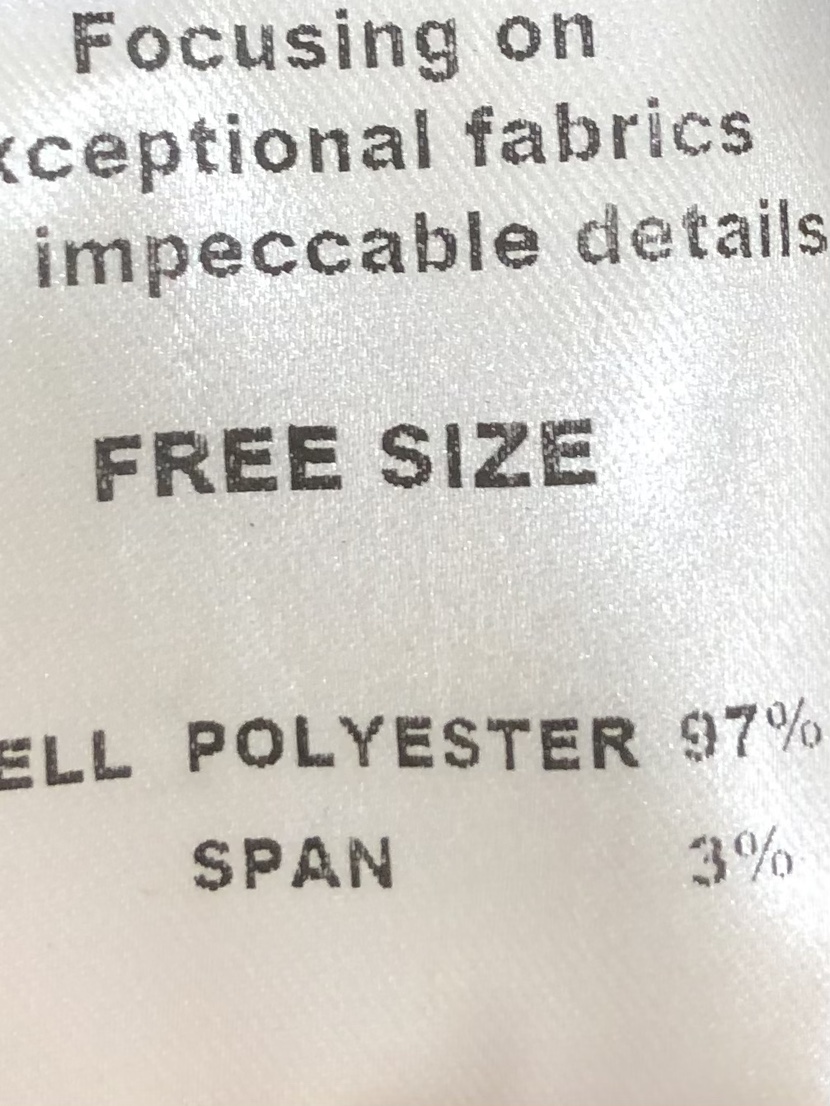 Focusing on
xceptional fabrics
impeccable details
FREE SIZE
ELL POLYESTER 97%
SPAN 3%